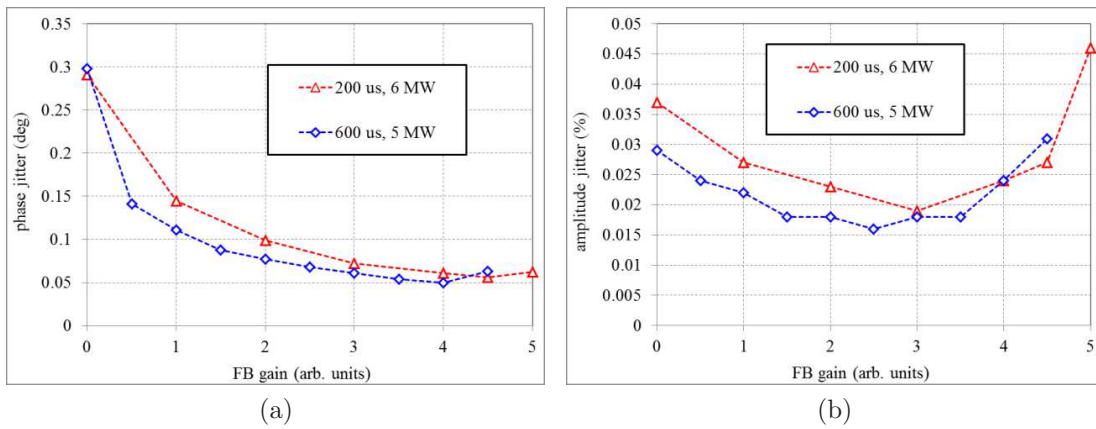 0.35
0.3
0.25
0.2
0.15
0.1
0.05
0
phase jitter (deg)
200 us, 6 MW
600 us, 5 MW
0 1 2 3 4 5
FB gain (arb. units)
(a)
0.05
0.045
0.04
0.035
0.03
0.025
0.02
0.015
0.01
0.005
0
amplitude jitter (%)
200 us, 6 MW
600 us, 5 MW
0 1 2 3 4 5
FB gain (arb. units)
(b)